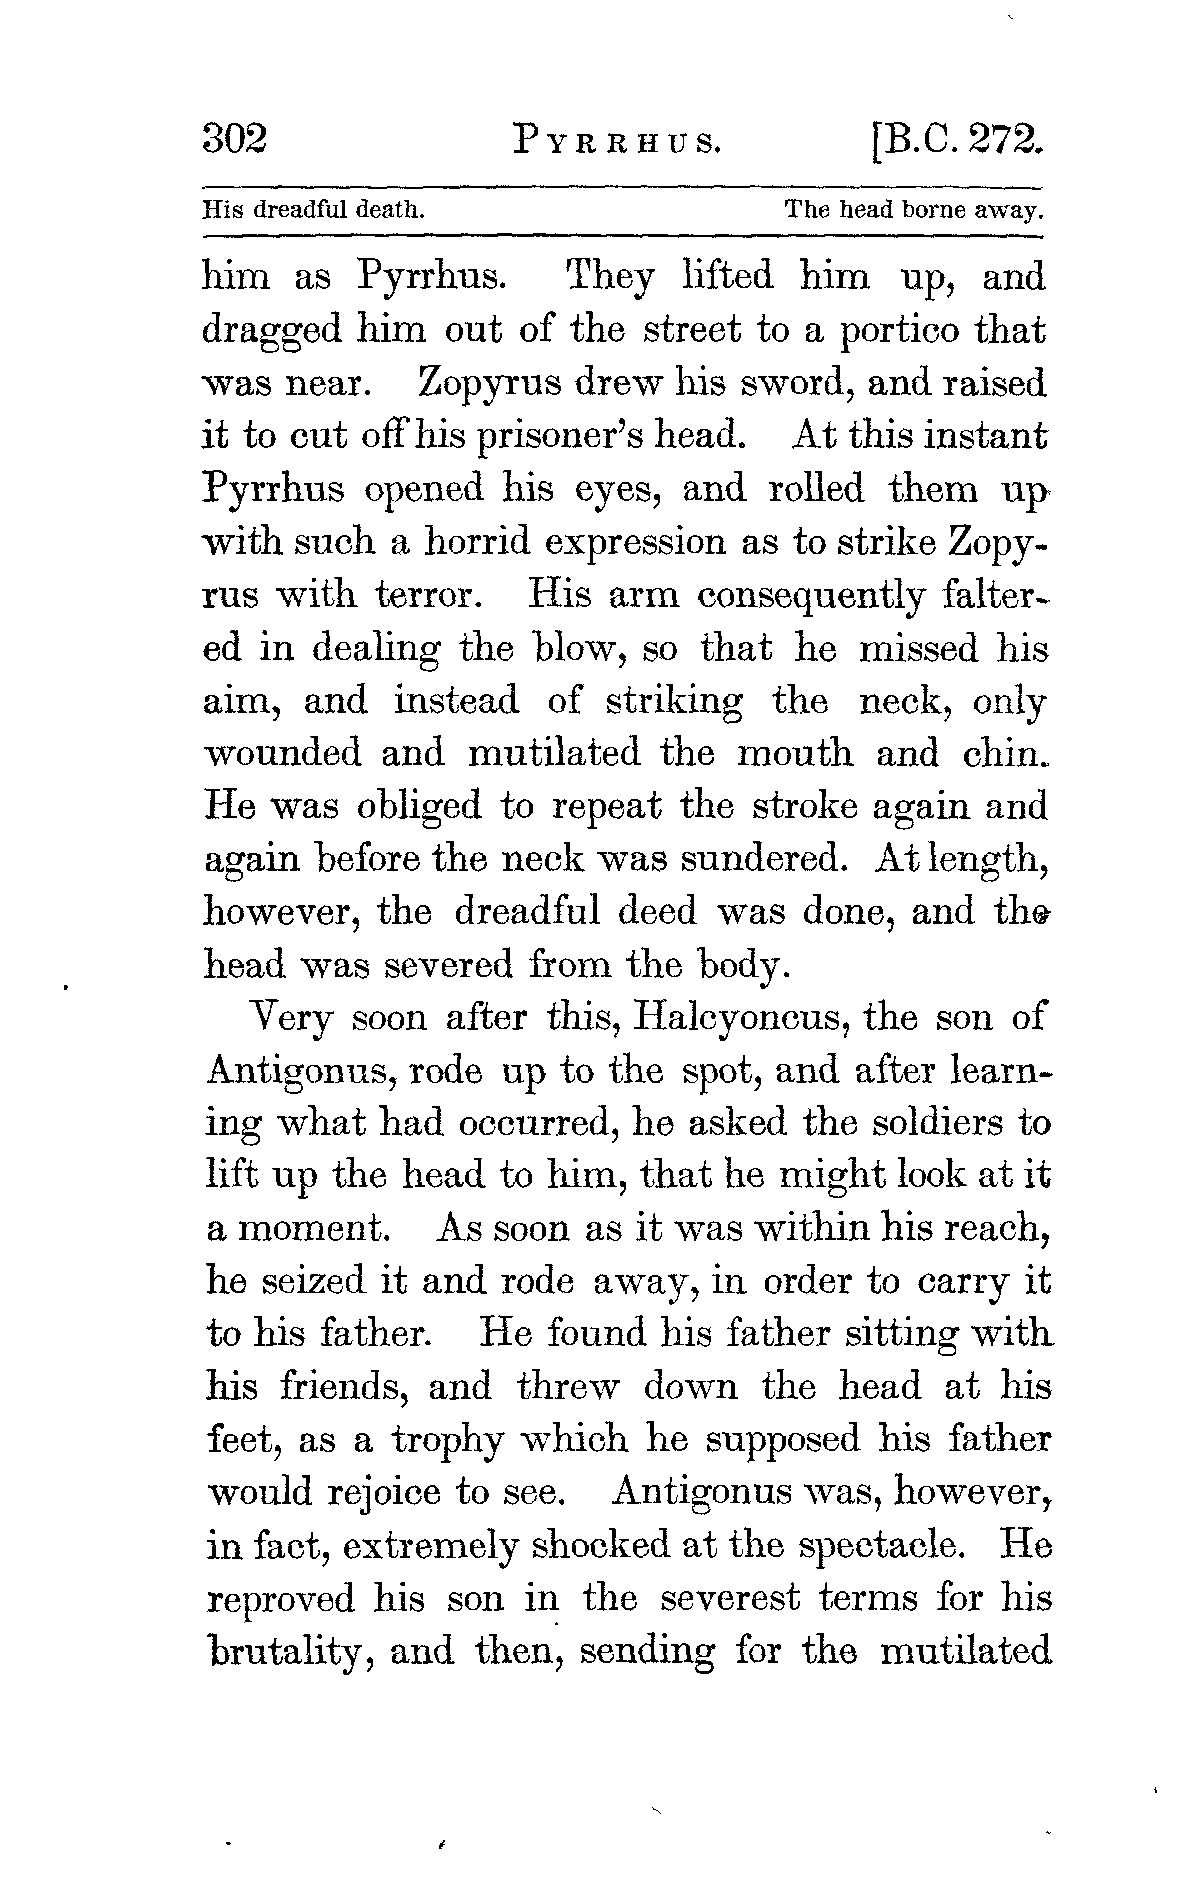 302 PYRRHUS. [B.C. 272.
His dreadful death. The head borne away.
him as Pyrrhus. They lifted him up, and
dragged him out of the street to a portico that
was near. Zopyrus drew his sword, and raised
it to cut off his prisoner's head. At this instant
Pyrrhus opened his eyes, and rolled them up
with such a horrid expression as to strike Zopy-
rus with terror. His arm consequently falter-
ed in dealing the blow, so that he missed his
aim, and instead of striking the neck, only
wounded and mutilated the mouth and chin.
He was obliged to repeat the stroke again and
again before the neck was sundered. At length,
however, the dreadful deed was done, and the
head was severed from the body.
Very soon after this, Halcyoncus, the son of
Antigonus, rode up to the spot, and after learn-
ing what had occurred, he asked the soldiers to
lift up the head to him, that he might look at it
a moment. As soon as it was within his reach,
he seized it and rode away, in order to carry it
to his father. He found his father sitting with
his friends, and threw down the head at his
feet, as a trophy which he supposed his father
would rejoice to see. Antigonus was, however,
in fact, extremely shocked at the spectacle. He
reproved his son in the severest terms for his
brutality, and then, sending for the mutilated